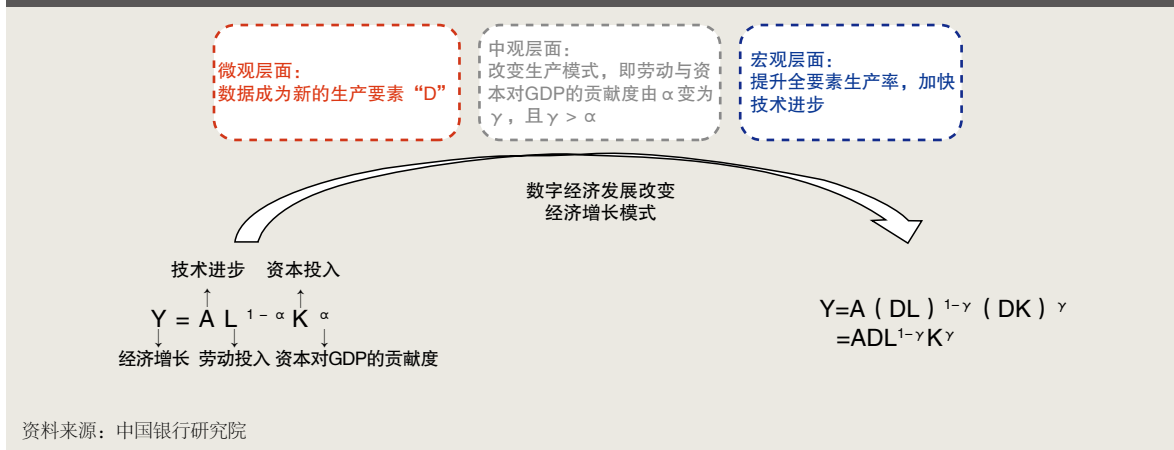 微观层面：
数据成为新的生产要素“D”
中观层面：
改变生产模式，即劳动与资
本对GDP的贡献度由α变为
γ，且γ > α
宏观层面：
提升全要素生产率，加快
技术进步
数字经济发展改变
经济增长模式
技术进步 资本投入
↑ ↑
Y = A L ¹⁻ᵅ K ᵅ
↓ ↓ ↓
经济增长 劳动投入 资本对GDP的贡献度
Y=A（DL）¹⁻ᵞ（DK）ᵞ
=ADL¹⁻ᵞKᵞ
资料来源：中国银行研究院